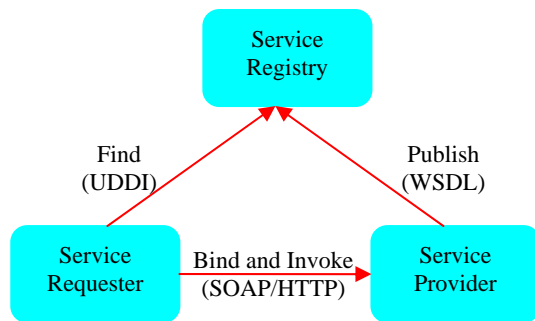 Service
Registry
Find
(UDDI)
Publish
(WSDL)
Service
Requester
Bind and Invoke
(SOAP/HTTP)
Service
Provider